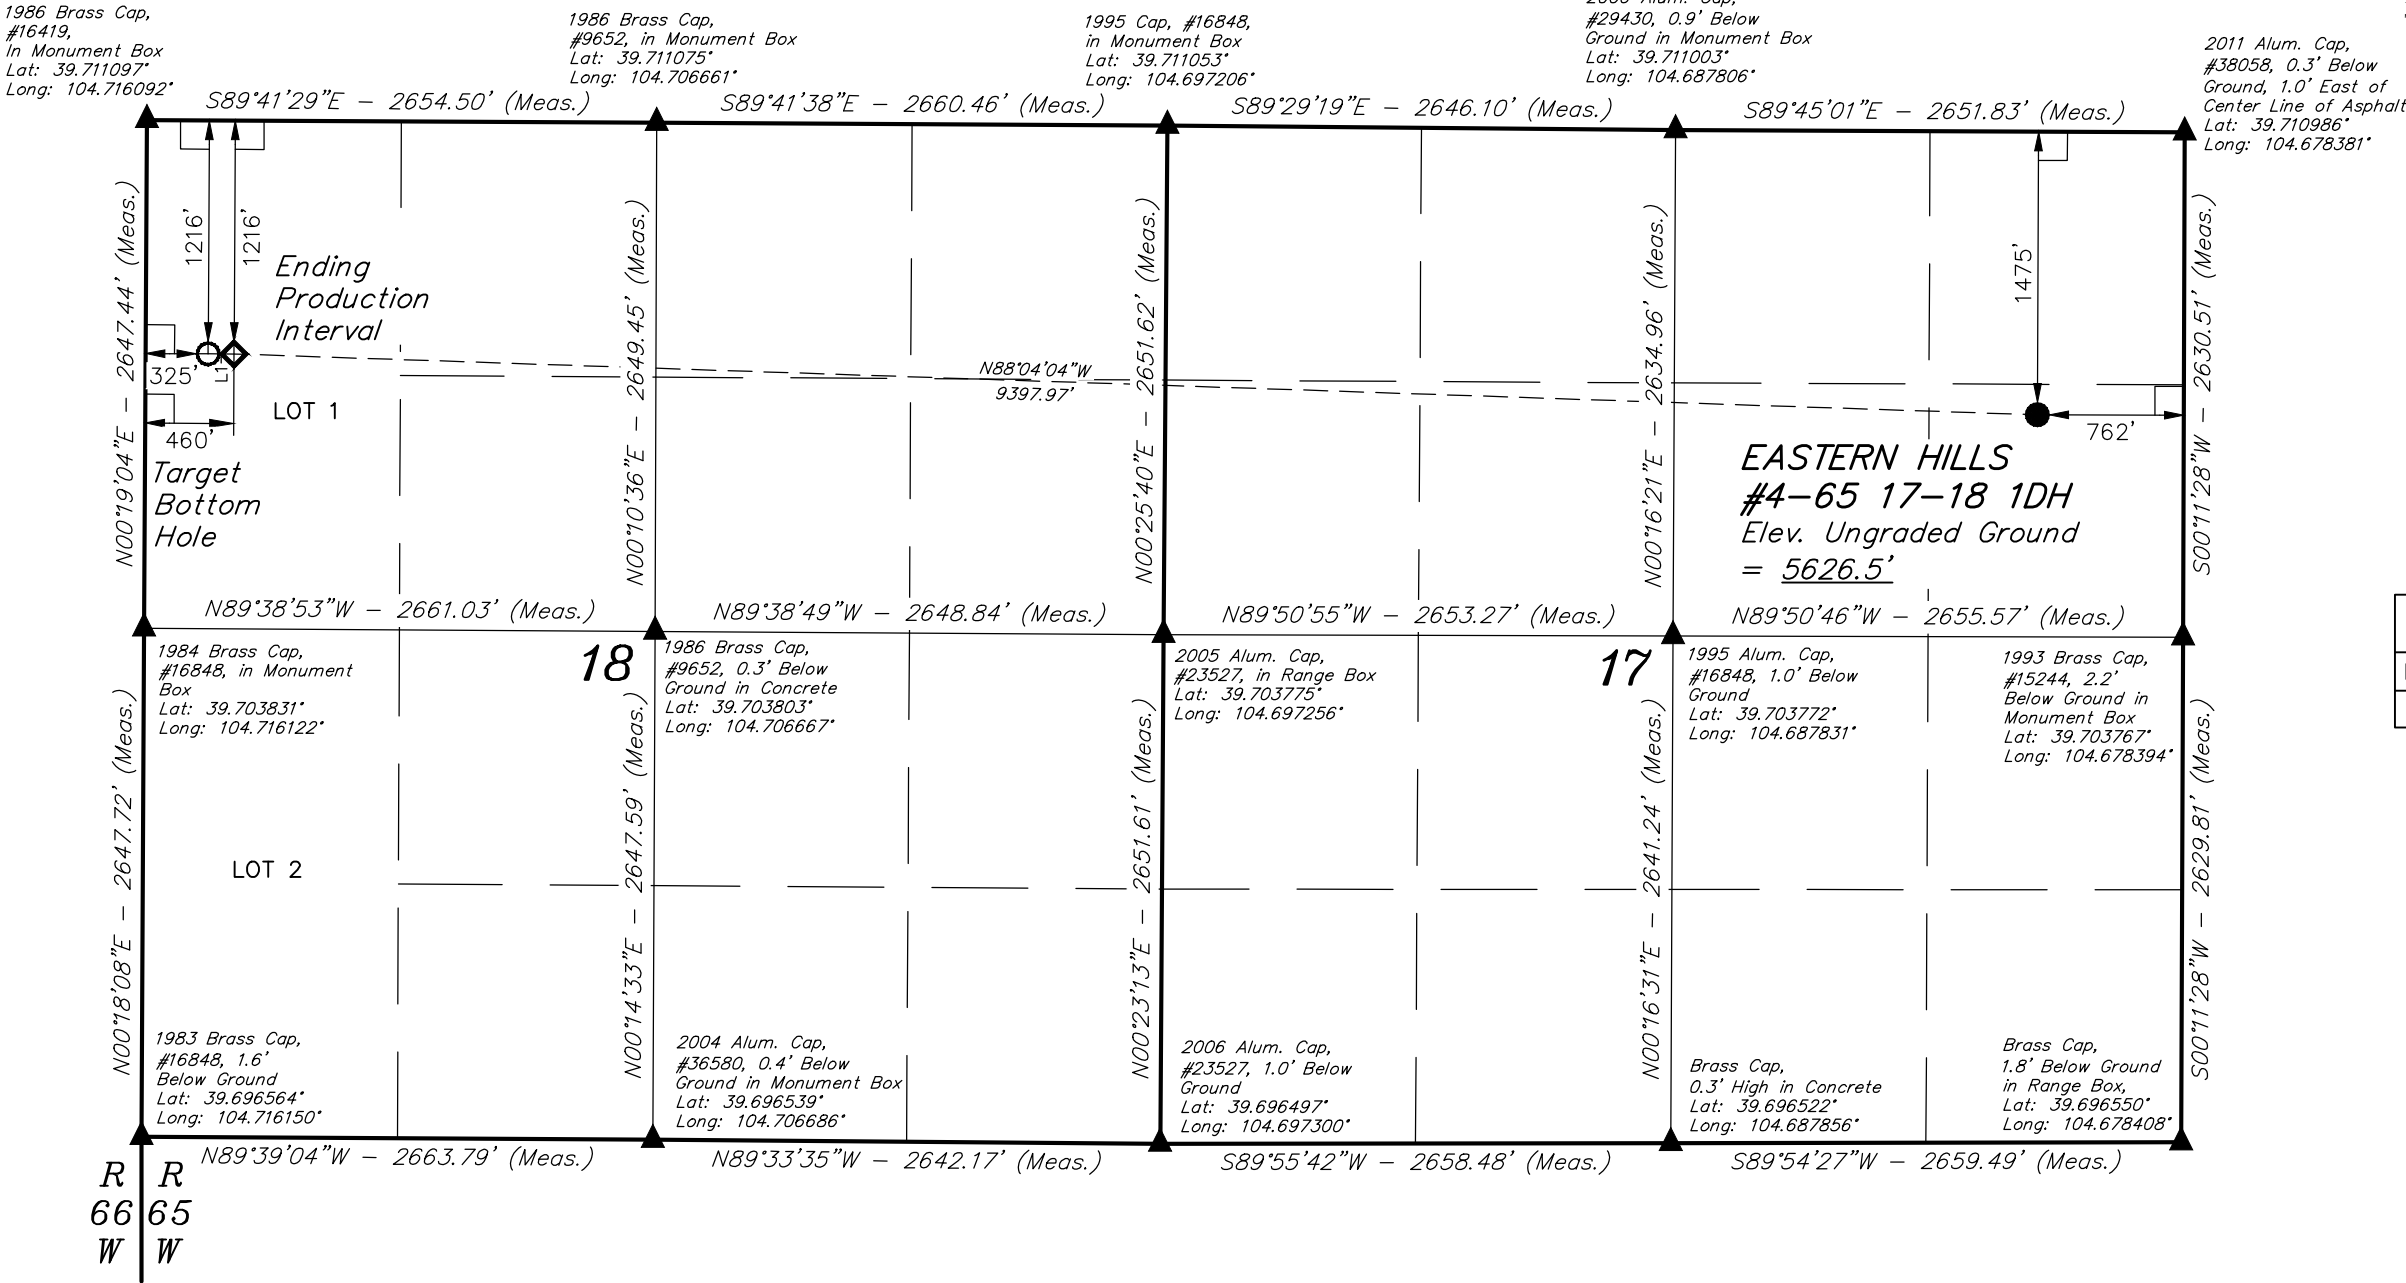 1986 Brass Cap,
#16419,
In Monument Box
Lat: 39.711097°
Long: 104.716092°
1986 Brass Cap,
#9652, in Monument Box
Lat: 39.711075°
Long: 104.706661°
1995 Cap, #16848,
in Monument Box
Lat: 39.711053°
Long: 104.697206°
#29430, 0.9' Below
Ground in Monument Box
Lat: 39.711003°
Long: 104.687806°
2011 Alum. Cap,
#38058, 0.3' Below
Ground, 1.0' East of
Center Line of Asphalt
Lat: 39.710986°
Long: 104.678381°
S89°41'29"E - 2654.50' (Meas.)
S89°41'38"E - 2660.46' (Meas.)
S89°29'19"E - 2646.10' (Meas.)
S89°45'01"E - 2651.83' (Meas.)
N00°19'04"E - 2647.44' (Meas.)
1216'
1216'
Ending
Production
Interval
325'
L1
LOT 1
460'
Target
Bottom
Hole
N00°10'36"E - 2649.45' (Meas.)
N88°04'04"W
9397.97'
N00°25'40"E - 2651.62' (Meas.)
N00°16'21"E - 2634.96' (Meas.)
1475'
762'
EASTERN HILLS
#4-65 17-18 1DH
Elev. Ungraded Ground
= 5626.5'
S00°11'28"W - 2630.51' (Meas.)
N89°38'53"W - 2661.03' (Meas.)
N89°38'49"W - 2648.84' (Meas.)
N89°50'55"W - 2653.27' (Meas.)
N89°50'46"W - 2655.57' (Meas.)
1984 Brass Cap,
#16848, in Monument
Box
Lat: 39.703831°
Long: 104.716122°
18
1986 Brass Cap,
#9652, 0.3' Below
Ground in Concrete
Lat: 39.703803°
Long: 104.706667°
2005 Alum. Cap,
#23527, in Range Box
Lat: 39.703775°
Long: 104.697256°
17
1995 Alum. Cap,
#16848, 1.0' Below
Ground
Lat: 39.703772°
Long: 104.687831°
1993 Brass Cap,
#15244, 2.2'
Below Ground in
Monument Box
Lat: 39.703767°
Long: 104.678394°
N00°18'08"E - 2647.72' (Meas.)
LOT 2
N00°14'33"E - 2647.59' (Meas.)
N00°23'13"E - 2651.61' (Meas.)
N00°16'31"E - 2641.24' (Meas.)
S00°11'28"W - 2629.81' (Meas.)
1983 Brass Cap,
#16848, 1.6'
Below Ground
Lat: 39.696564°
Long: 104.716150°
2004 Alum. Cap,
#36580, 0.4' Below
Ground in Monument Box
Lat: 39.696539°
Long: 104.706686°
2006 Alum. Cap,
#23527, 1.0' Below
Ground
Lat: 39.696497°
Long: 104.697300°
Brass Cap,
0.3' High in Concrete
Lat: 39.696522°
Long: 104.687856°
Brass Cap,
1.8' Below Ground
in Range Box,
Lat: 39.696550°
Long: 104.678408°
N89°39'04"W - 2663.79' (Meas.)
N89°33'35"W - 2642.17' (Meas.)
S89°55'42"W - 2658.48' (Meas.)
S89°54'27"W - 2659.49' (Meas.)
R R
66 65
W W